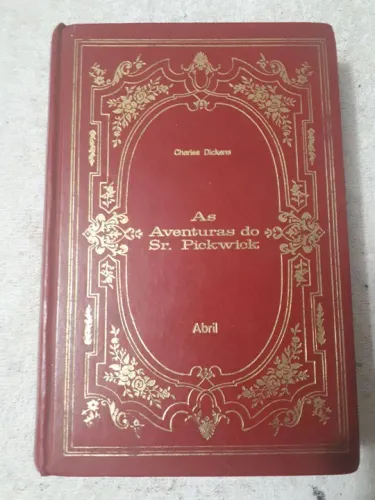 Charles Dickens
As
Aventuras do
Sr. Pickwick
Abril